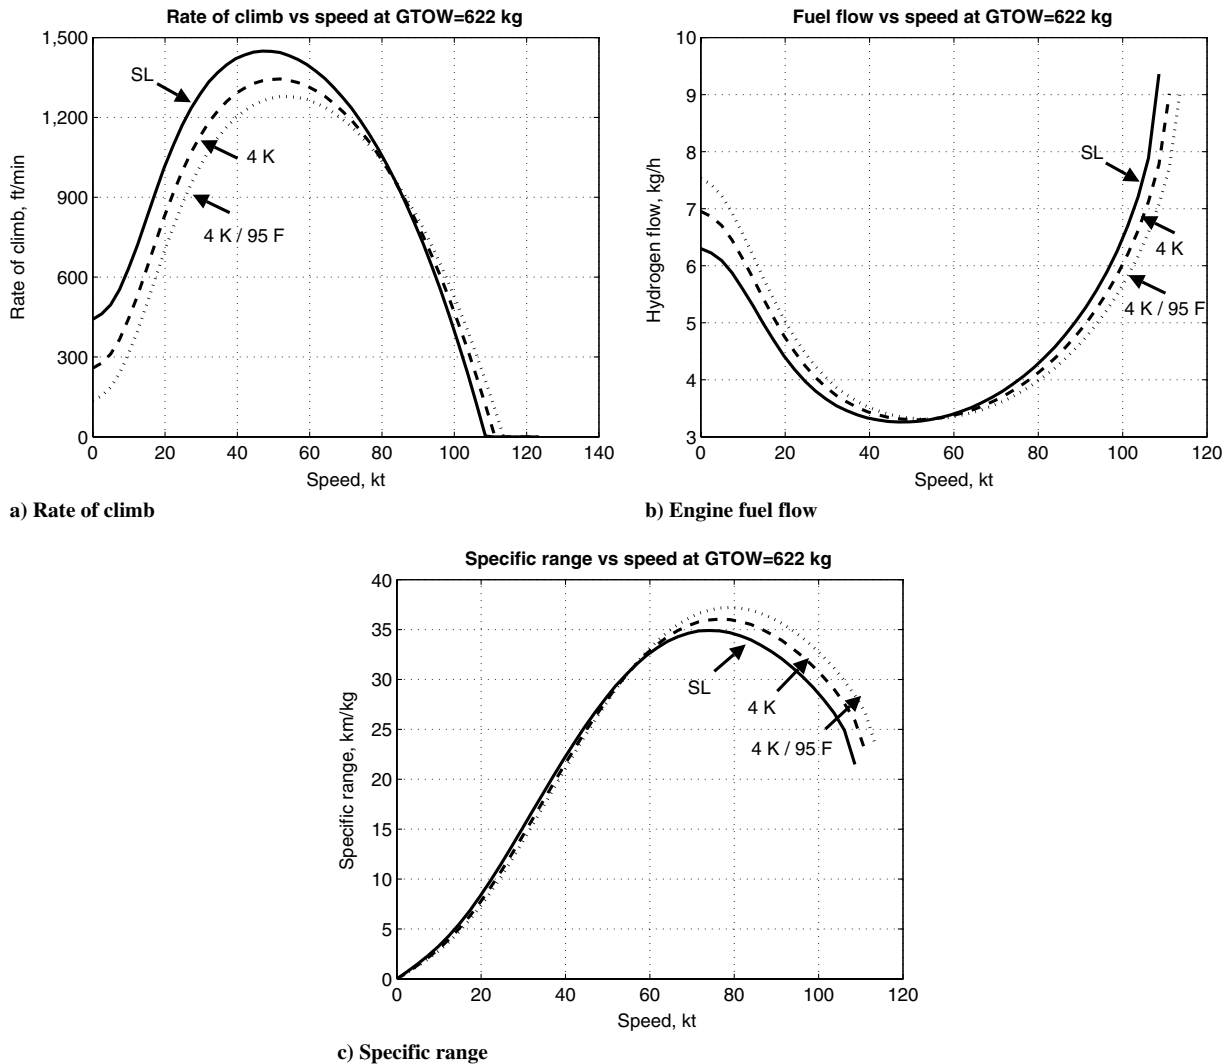 Rate of climb vs speed at GTOW=622 kg
1,500
1,200
900
600
300
0
Rate of climb, ft/min
SL
4 K
4 K / 95 F
0 20 40 60 80 100 120 140
Speed, kt
a) Rate of climb
Fuel flow vs speed at GTOW=622 kg
10
9
8
7
6
5
4
3
Hydrogen flow, kg/h
SL
4 K
4 K / 95 F
0 20 40 60 80 100 120
Speed, kt
b) Engine fuel flow
Specific range vs speed at GTOW=622 kg
40
35
30
25
20
15
10
5
0
Specific range, km/kg
SL
4 K
4 K / 95 F
0 20 40 60 80 100 120
Speed, kt
c) Specific range